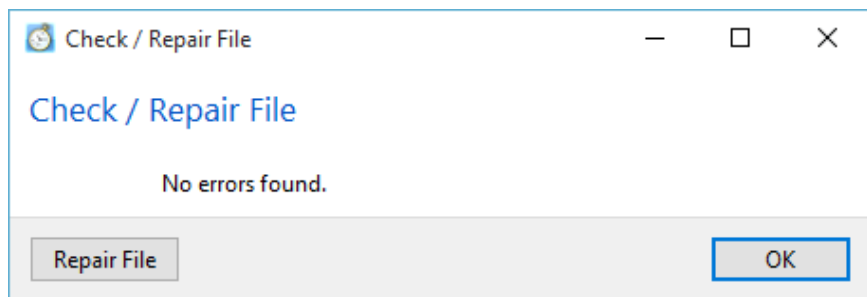 Check / Repair File
Check / Repair File
No errors found.
Repair File
OK